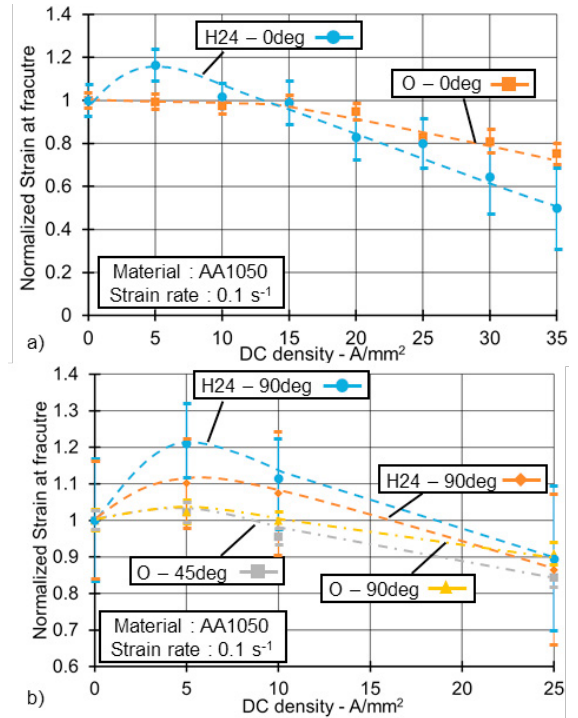 1.4
1.2
1
0.8
0.6
0.4
0.2
0
Normalized Strain at fracutre
H24 – 0deg
O – 0deg
Material : AA1050
Strain rate : 0.1 s⁻¹
0 5 10 15 20 25 30 35
DC density - A/mm²
a)
1.4
1.3
1.2
1.1
1
0.9
0.8
0.7
0.6
Normalized Strain at fracutre
H24 – 90deg
H24 – 90deg
O – 45deg
O – 90deg
Material : AA1050
Strain rate : 0.1 s⁻¹
0 5 10 15 20 25
DC density - A/mm²
b)